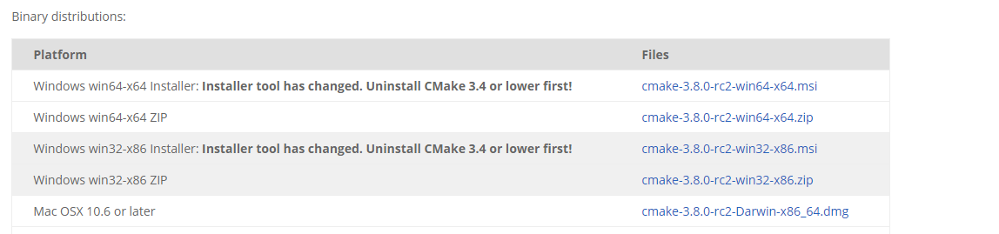 Binary distributions:
Platform Files
Windows win64-x64 Installer: Installer tool has changed. Uninstall CMake 3.4 or lower first! cmake-3.8.0-rc2-win64-x64.msi
Windows win64-x64 ZIP cmake-3.8.0-rc2-win64-x64.zip
Windows win32-x86 Installer: Installer tool has changed. Uninstall CMake 3.4 or lower first! cmake-3.8.0-rc2-win32-x86.msi
Windows win32-x86 ZIP cmake-3.8.0-rc2-win32-x86.zip
Mac OSX 10.6 or later cmake-3.8.0-rc2-Darwin-x86_64.dmg